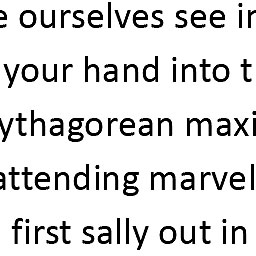 e ourselves see in
your hand into t
ythagorean maxi
attending marvel
first sally out in